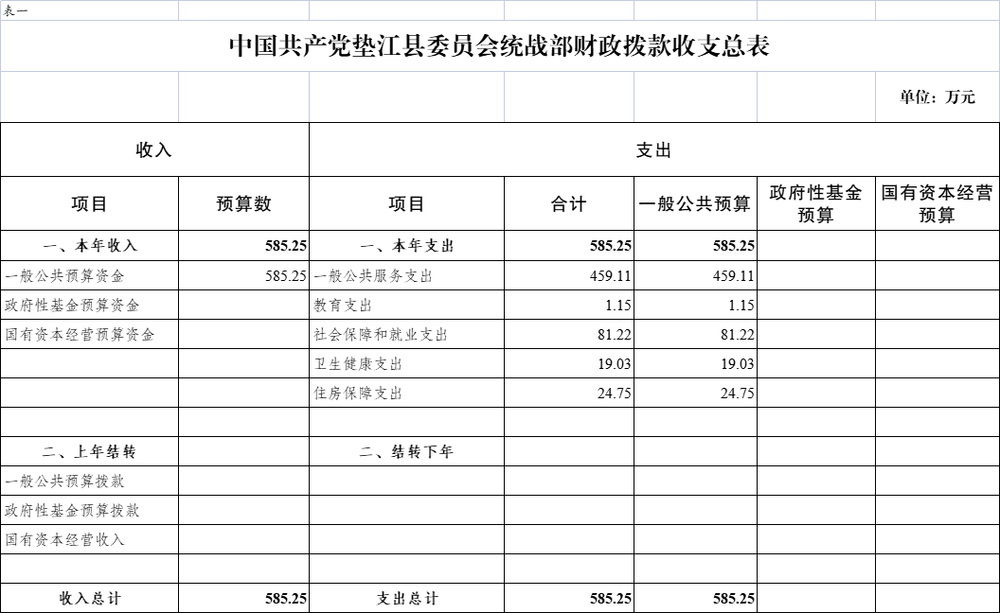 表一
中国共产党垫江县委员会统战部财政拨款收支总表
单位：万元
收入 支出
项目 预算数 项目 合计 一般公共预算 政府性基金预算 国有资本经营预算
一、本年收入 585.25 一、本年支出 585.25 585.25
一般公共预算资金 585.25 一般公共服务支出 459.11 459.11
政府性基金预算资金 教育支出 1.15 1.15
国有资本经营预算资金 社会保障和就业支出 81.22 81.22
卫生健康支出 19.03 19.03
住房保障支出 24.75 24.75
二、上年结转 二、结转下年
一般公共预算拨款
政府性基金预算拨款
国有资本经营收入
收入总计 585.25 支出总计 585.25 585.25